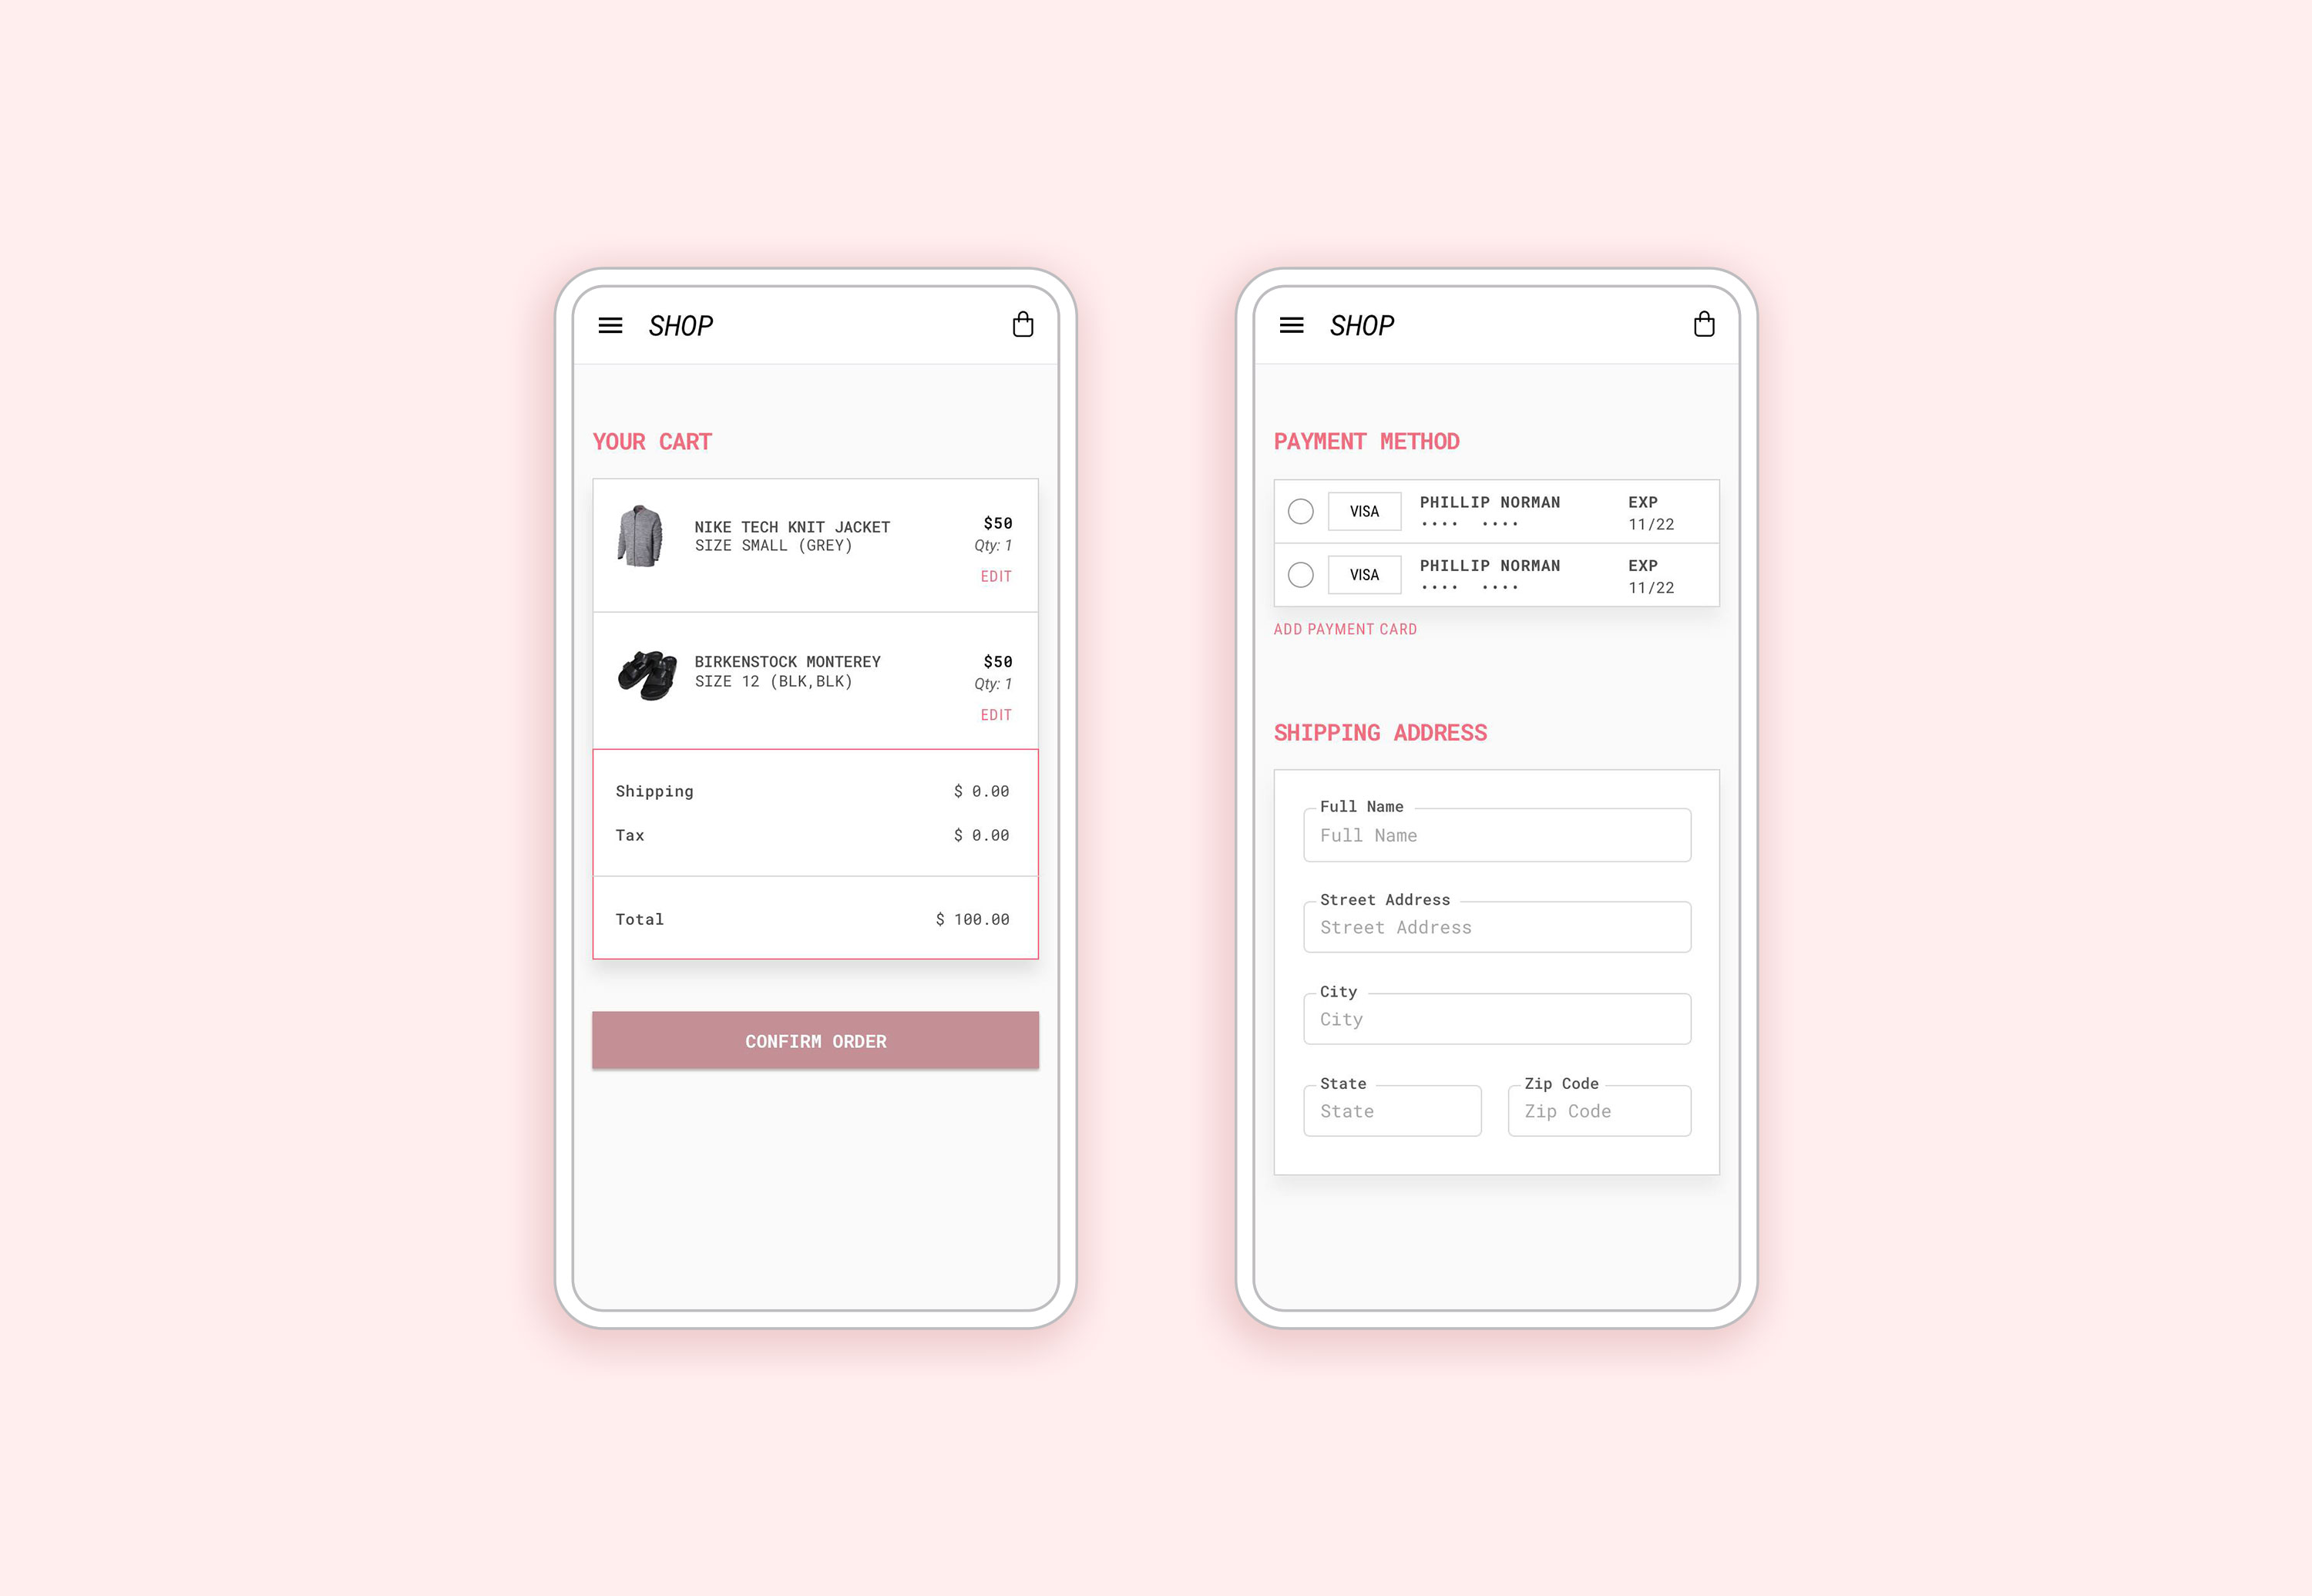 SHOP
YOUR CART
NIKE TECH KNIT JACKET
SIZE SMALL (GREY)
$50
Qty: 1
EDIT
BIRKENSTOCK MONTEREY
SIZE 12 (BLK,BLK)
$50
Qty: 1
EDIT
Shipping $ 0.00
Tax $ 0.00
Total $ 100.00
CONFIRM ORDER
SHOP
PAYMENT METHOD
VISA PHILLIP NORMAN EXP
•••• •••• 11/22
VISA PHILLIP NORMAN EXP
•••• •••• 11/22
ADD PAYMENT CARD
SHIPPING ADDRESS
Full Name
Full Name
Street Address
Street Address
City
City
State Zip Code
State Zip Code